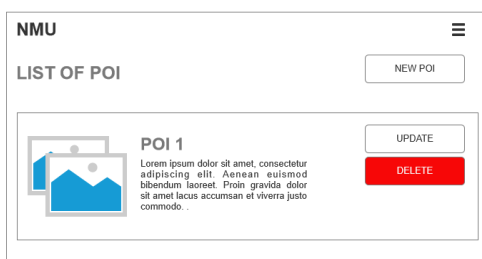 NMU
LIST OF POI
NEW POI
POI 1
Lorem ipsum dolor sit amet, consectetur
adipiscing elit. Aenean euismod
bibendum laoreet. Proin gravida dolor
sit amet lacus accumsan et viverra justo
commodo. .
UPDATE
DELETE